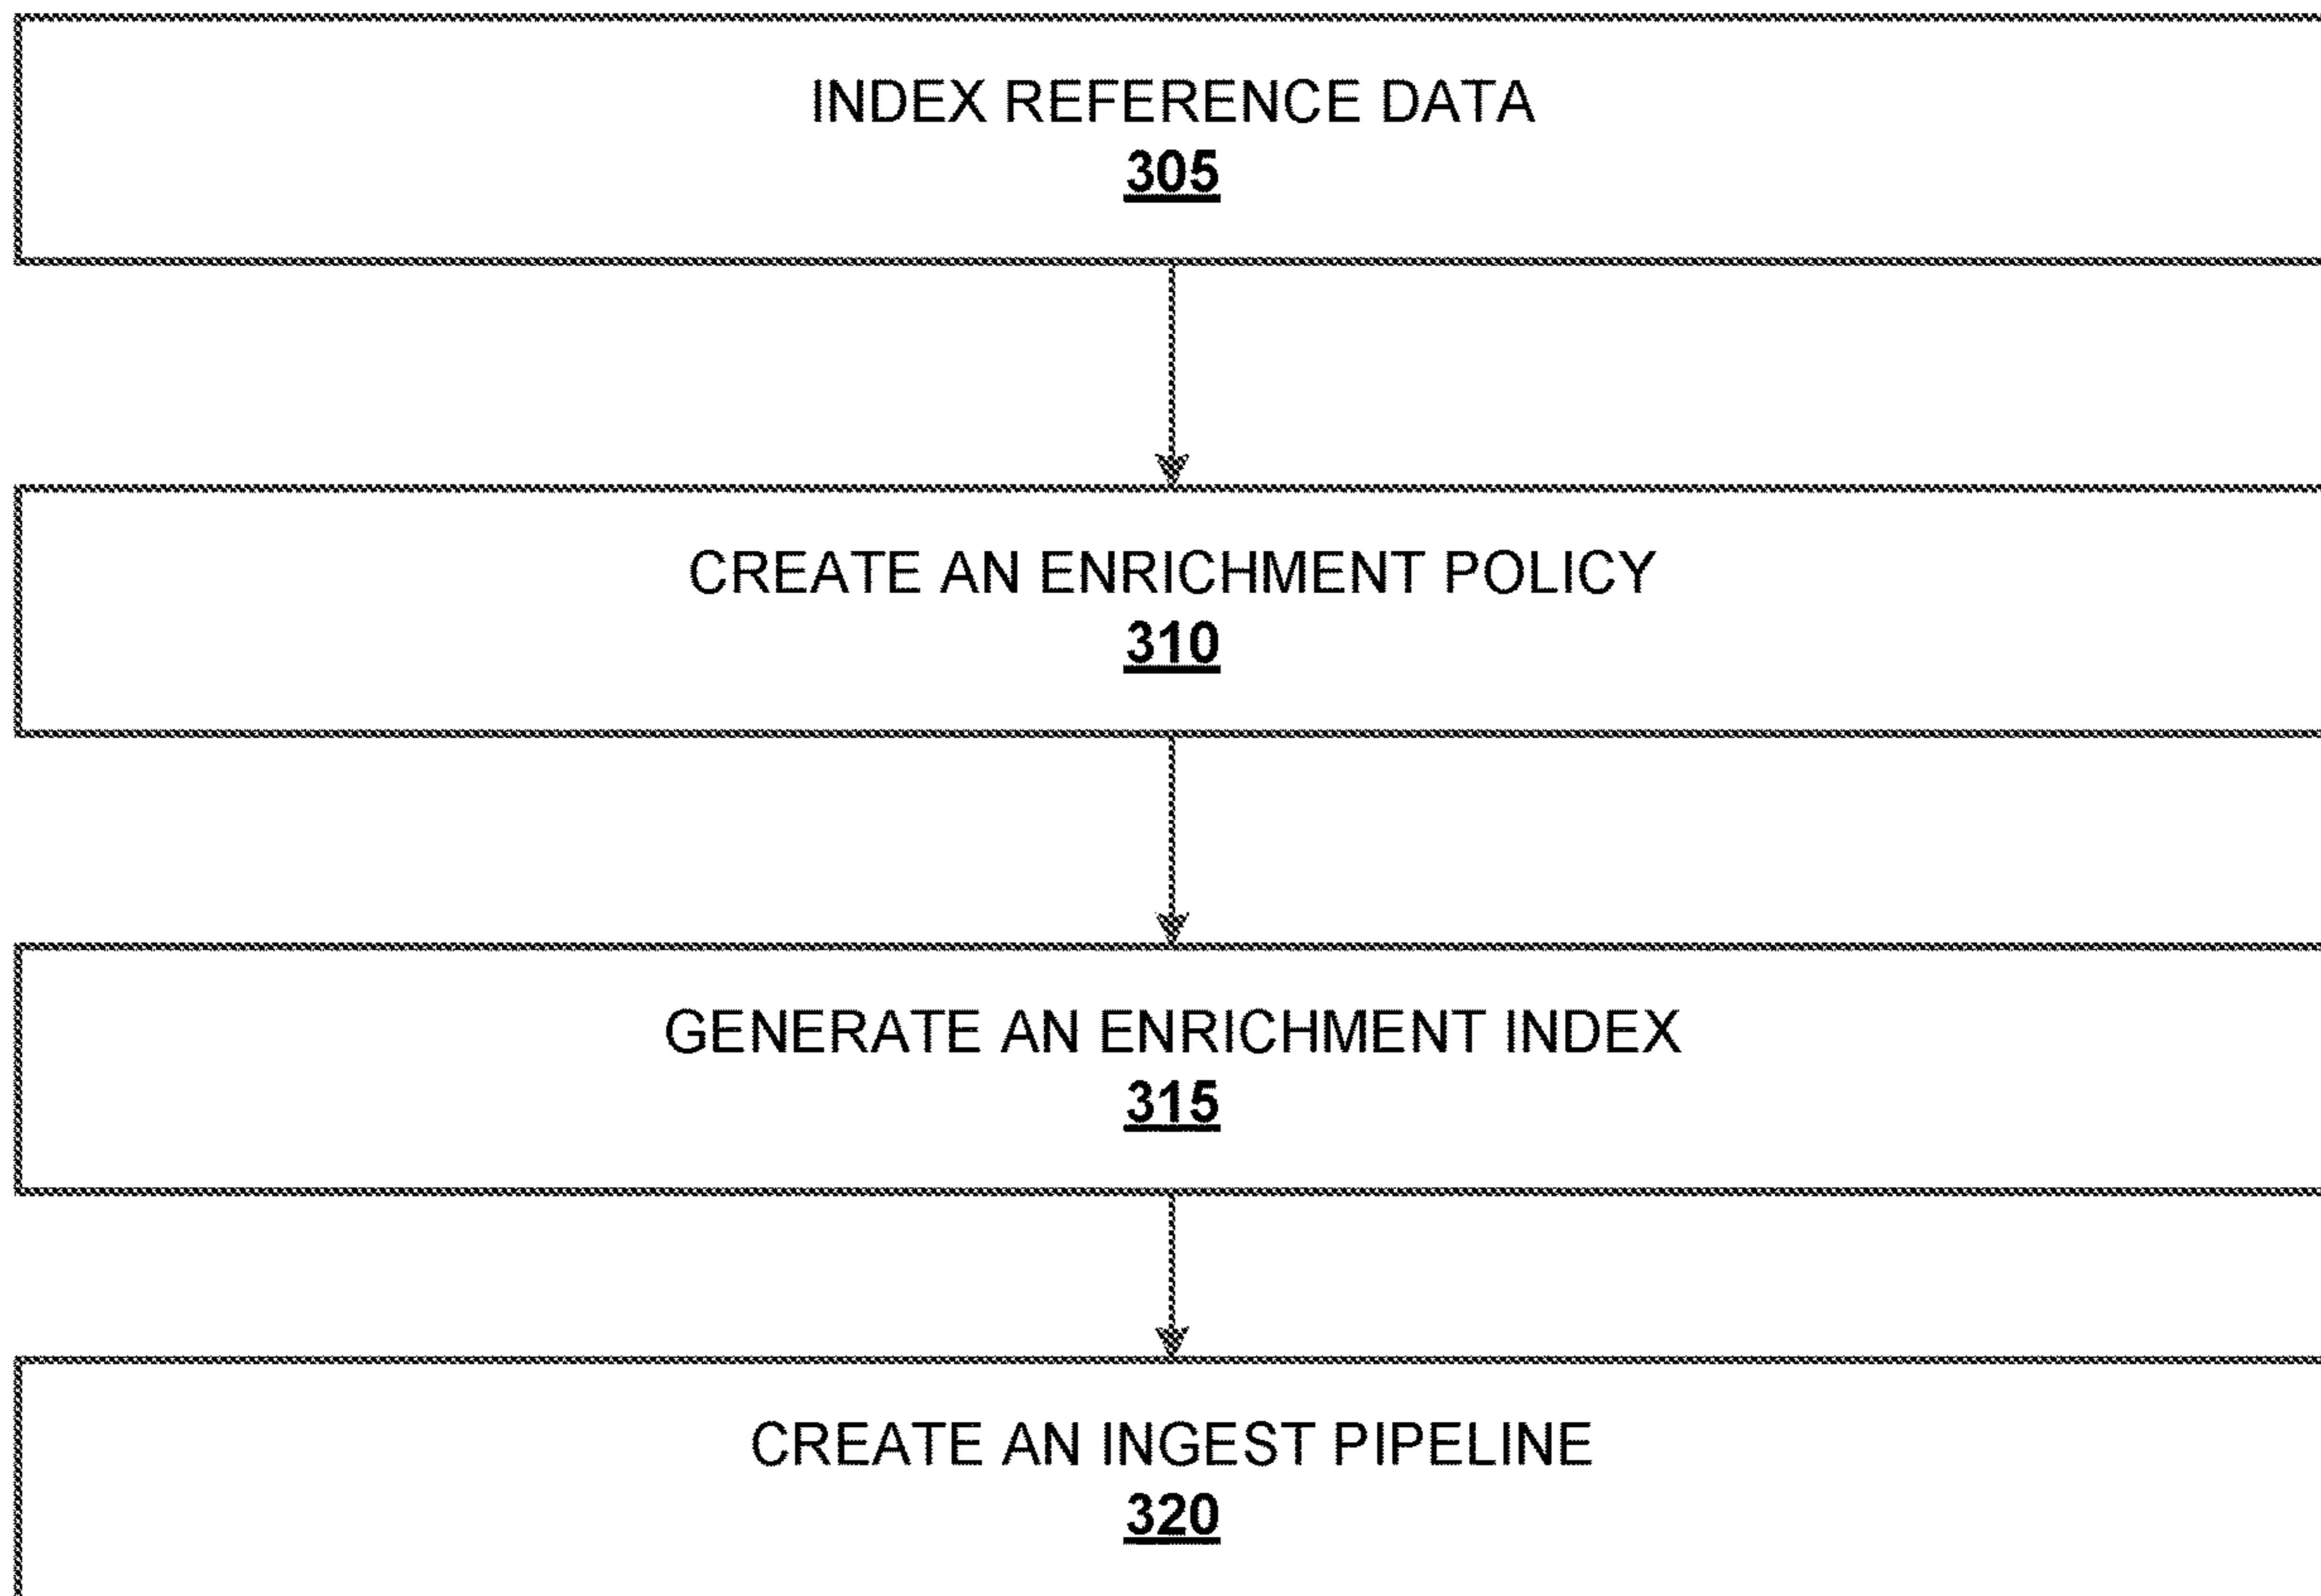 INDEX REFERENCE DATA
305
CREATE AN ENRICHMENT POLICY
310
GENERATE AN ENRICHMENT INDEX
315
CREATE AN INGEST PIPELINE
320